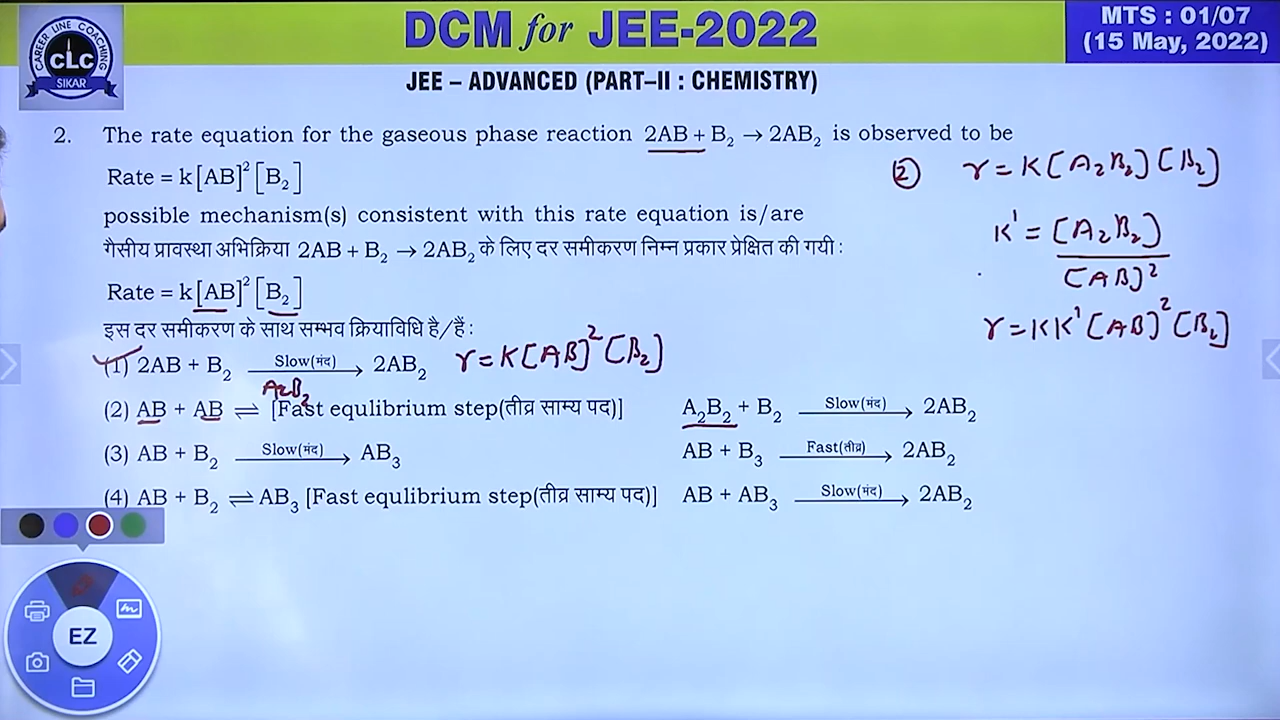 CAREER LINE COACHING
CLC
SIKAR
DCM for JEE-2022
MTS : 01/07
(15 May, 2022)
JEE – ADVANCED (PART–II : CHEMISTRY)
2. The rate equation for the gaseous phase reaction 2AB + B₂ → 2AB₂ is observed to be
Rate = k[AB]²[B₂]
② r = K[A₂B₂][B₂]
possible mechanism(s) consistent with this rate equation is/are
K' = [A₂B₂] / [AB]²
गैसीय प्रावस्था अभिक्रिया 2AB + B₂ → 2AB₂ के लिए दर समीकरण निम्न प्रकार प्रेक्षित की गयी :
Rate = k[AB]²[B₂]
इस दर समीकरण के साथ सम्भव क्रियाविधि है/हैं :
r = KK'[AB]²[B₂]
(1) 2AB + B₂ Slow(मंद) → 2AB₂ r = K[AB]²[B₂]
A₂B₂
(2) AB + AB ⇌ [Fast equlibrium step(तीव्र साम्य पद)] A₂B₂ + B₂ Slow(मंद) → 2AB₂
(3) AB + B₂ Slow(मंद) → AB₃ AB + B₃ Fast(तीव्र) → 2AB₂
(4) AB + B₂ ⇌ AB₃ [Fast equlibrium step(तीव्र साम्य पद)] AB + AB₃ Slow(मंद) → 2AB₂
EZ